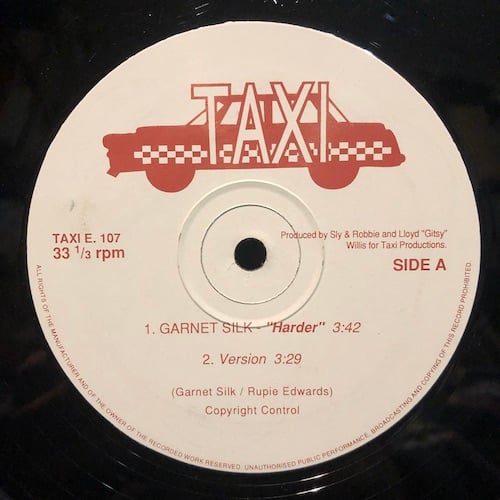 TAXI
TAXI E. 107
33 1/3 rpm
Produced by Sly & Robbie and Lloyd "Gitsy"
Willis for Taxi Productions.
SIDE A
1. GARNET SILK - "Harder" 3:42
2. Version 3:29
(Garnet Silk / Rupie Edwards)
Copyright Control
ALL RIGHTS OF THE MANUFACTURER AND OF THE OWNER OF THE RECORDED WORK RESERVED. UNAUTHORISED PUBLIC PERFORMANCE, BROADCASTING AND COPYING OF THIS RECORD PROHIBITED.